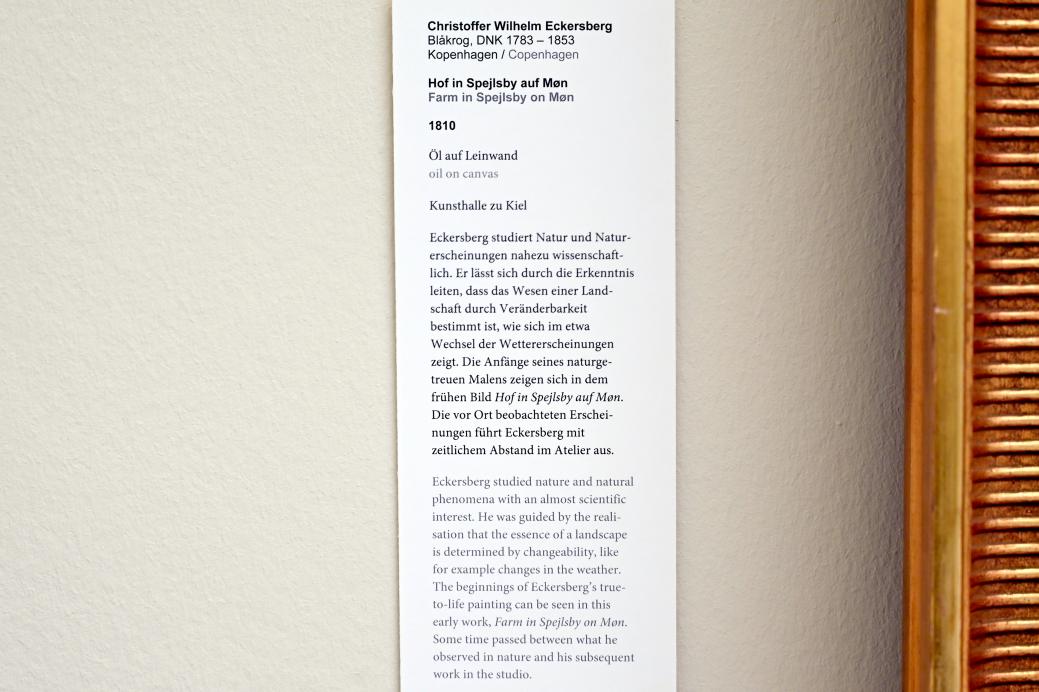 Christoffer Wilhelm Eckersberg
Blåkrog, DNK 1783 – 1853
Kopenhagen / Copenhagen
Hof in Spejlsby auf Møn
Farm in Spejlsby on Møn
1810
Öl auf Leinwand
oil on canvas
Kunsthalle zu Kiel
Eckersberg studiert Natur und Natur-
erscheinungen nahezu wissenschaft-
lich. Er lässt sich durch die Erkenntnis
leiten, dass das Wesen einer Land-
schaft durch Veränderbarkeit
bestimmt ist, wie sich im etwa
Wechsel der Wettererscheinungen
zeigt. Die Anfänge seines naturge-
treuen Malens zeigen sich in dem
frühen Bild Hof in Spejlsby auf Møn.
Die vor Ort beobachteten Erschei-
nungen führt Eckersberg mit
zeitlichem Abstand im Atelier aus.
Eckersberg studied nature and natural
phenomena with an almost scientific
interest. He was guided by the reali-
sation that the essence of a landscape
is determined by changeability, like
for example changes in the weather.
The beginnings of Eckersberg’s true-
to-life painting can be seen in this
early work, Farm in Spejlsby on Møn.
Some time passed between what he
observed in nature and his subsequent
work in the studio.